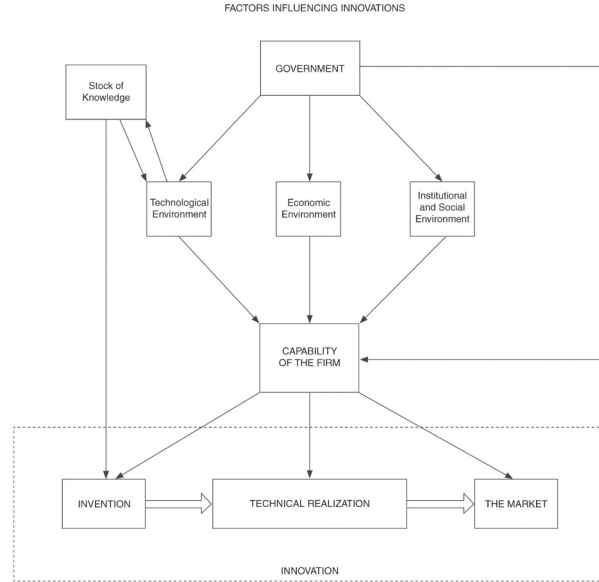 FACTORS INFLUENCING INNOVATIONS
GOVERNMENT
Stock of
Knowledge
Technological
Environment
Economic
Environment
Institutional
and Social
Environment
CAPABILITY
OF THE FIRM
INVENTION
TECHNICAL REALIZATION
THE MARKET
INNOVATION